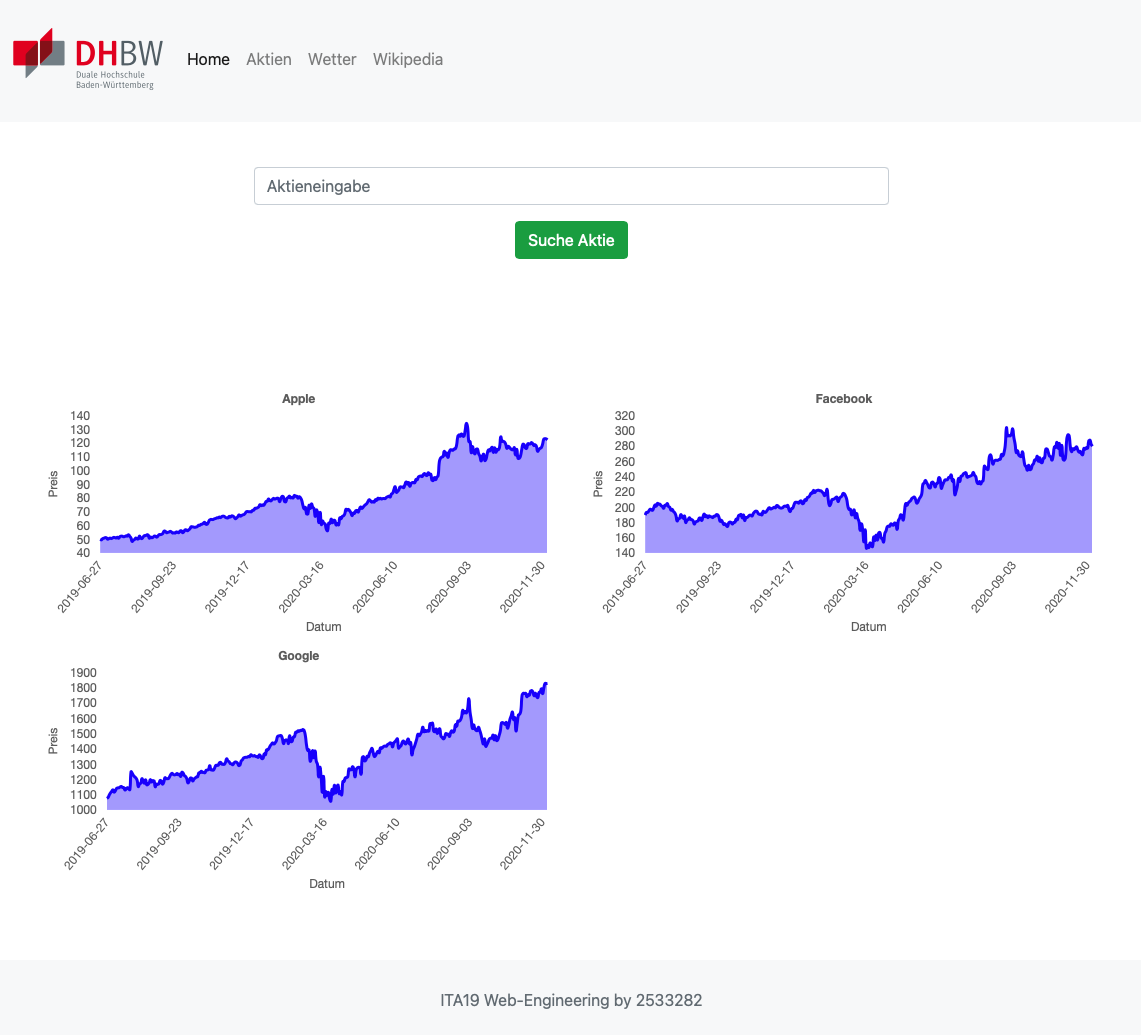 DHBW
Duale Hochschule
Baden-Württemberg
Home Aktien Wetter Wikipedia
Aktieneingabe
Suche Aktie
Apple
140
130
120
110
100
90
80
70
60
50
40
Preis
2019-06-27 2019-09-23 2019-12-17 2020-03-16 2020-06-10 2020-09-03 2020-11-30
Datum
Facebook
320
300
280
260
240
220
200
180
160
140
Preis
2019-06-27 2019-09-23 2019-12-17 2020-03-16 2020-06-10 2020-09-03 2020-11-30
Datum
Google
1900
1800
1700
1600
1500
1400
1300
1200
1100
1000
Preis
2019-06-27 2019-09-23 2019-12-17 2020-03-16 2020-06-10 2020-09-03 2020-11-30
Datum
ITA19 Web-Engineering by 2533282